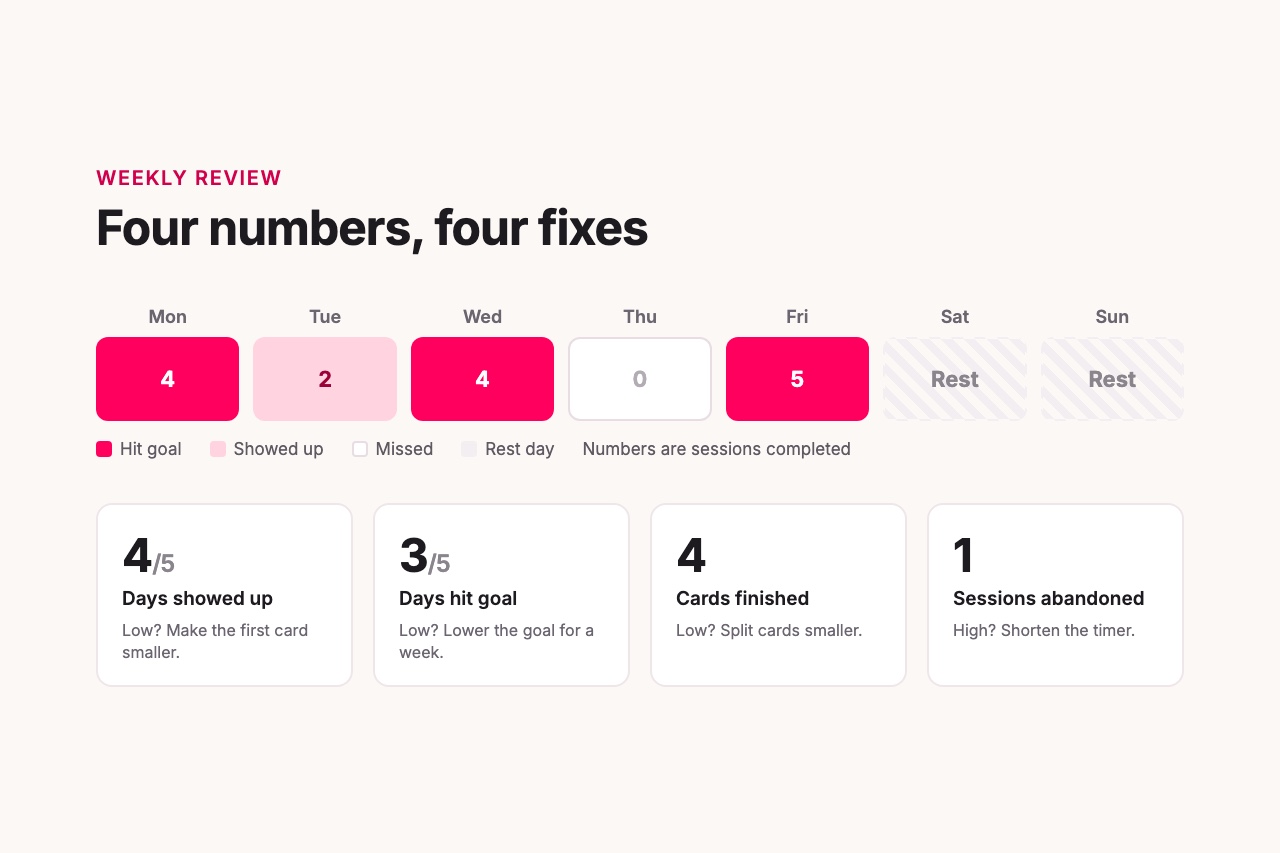 WEEKLY REVIEW
Four numbers, four fixes
Mon Tue Wed Thu Fri Sat Sun
4 2 4 0 5 Rest Rest
Hit goal Showed up Missed Rest day Numbers are sessions completed
4/5
Days showed up
Low? Make the first card
smaller.
3/5
Days hit goal
Low? Lower the goal for a
week.
4
Cards finished
Low? Split cards smaller.
1
Sessions abandoned
High? Shorten the timer.